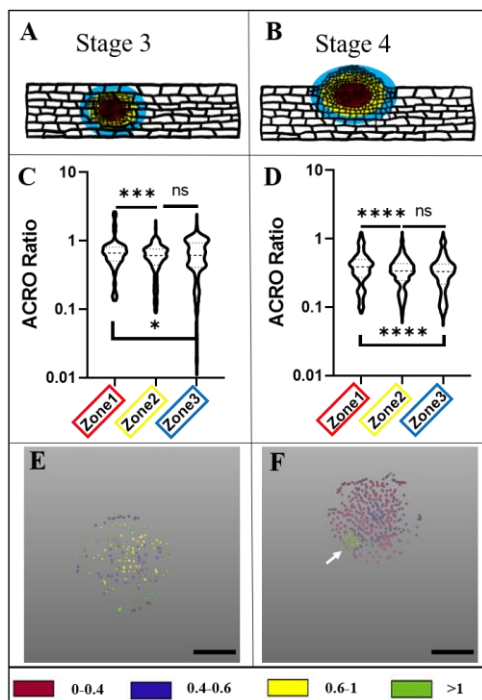 A
Stage 3
B
Stage 4
C
***
ns
10
1
0.1
0.01
ACRO Ratio
*
Zone1
Zone2
Zone3
D
****
ns
10
1
0.1
0.01
ACRO Ratio
****
Zone1
Zone2
Zone3
E
F
0-0.4
0.4-0.6
0.6-1
>1